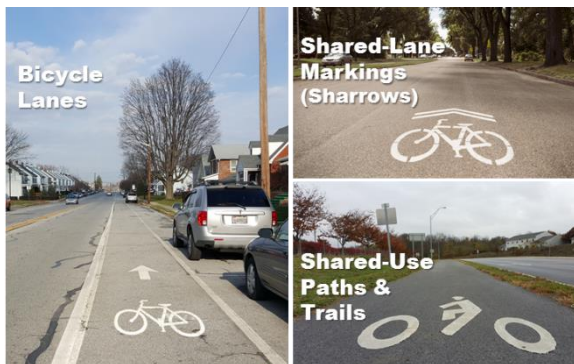 Bicycle
Lanes
Shared-Lane
Markings
(Sharrows)
Shared-Use
Paths &
Trails